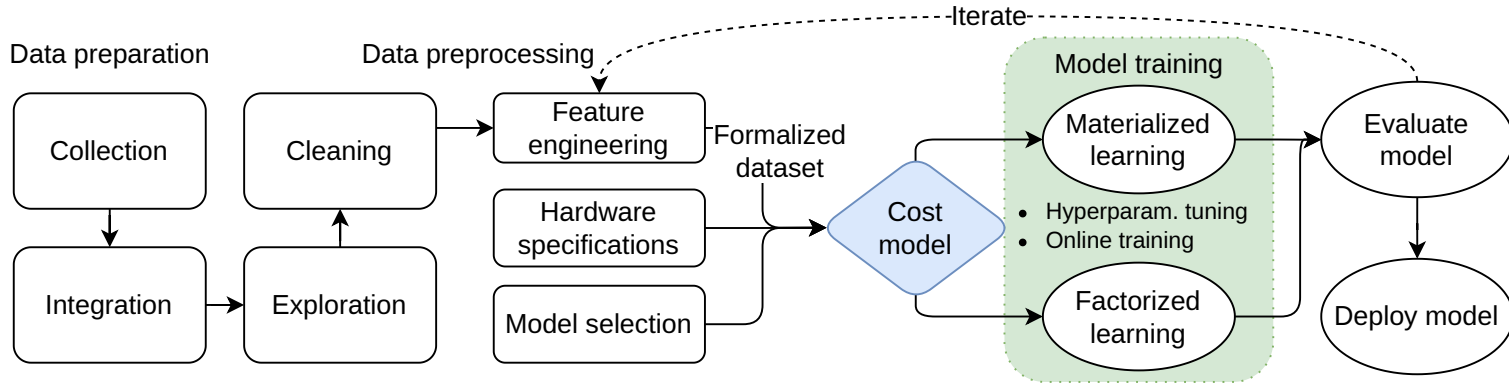 Iterate
Data preparation
Data preprocessing
Model training
Collection
Cleaning
Feature
engineering
Formalized
dataset
Materialized
learning
Evaluate
model
Hardware
specifications
Cost
model
• Hyperparam. tuning
• Online training
Integration
Exploration
Model selection
Factorized
learning
Deploy model